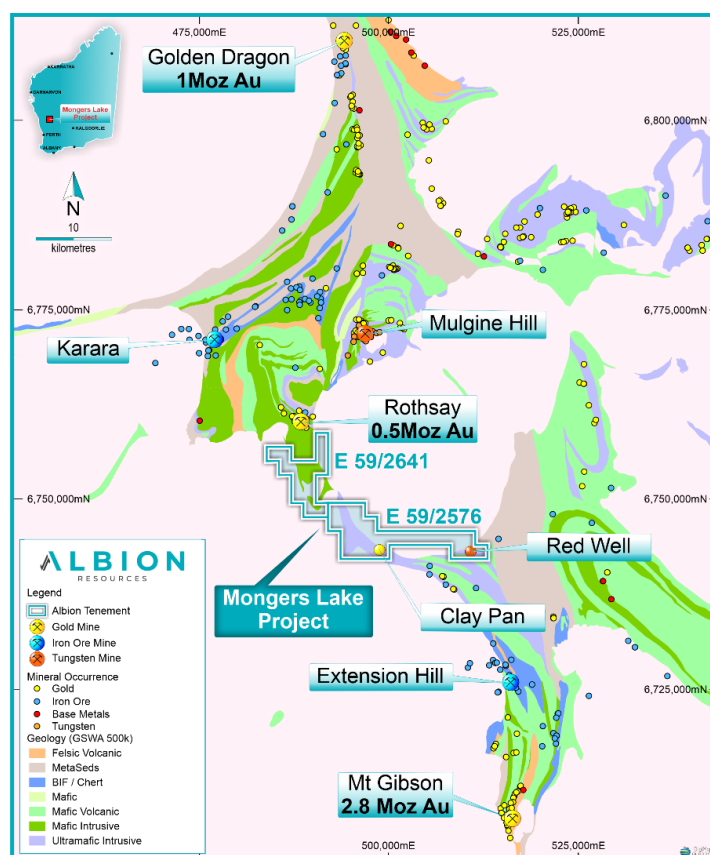 475,000mE
500,000mE
525,000mE
Golden Dragon
1Moz Au
KARRATHA
CARNARVON
Mongers Lake
Project
PERTH
KALGOORLIE
ALBANY
N
10
kilometres
6,800,000mN
6,775,000mN
6,775,000mN
Karara
Mulgine Hill
Rothsay
0.5Moz Au
E 59/2641
6,750,000mN
6,750,000mN
E 59/2576
Red Well
Mongers Lake
Project
Clay Pan
Extension Hill
6,725,000mN
Mt Gibson
2.8 Moz Au
500,000mE
525,000mE
ALBION
RESOURCES
Legend
Albion Tenement
Gold Mine
Iron Ore Mine
Tungsten Mine
Mineral Occurrence
Gold
Iron Ore
Base Metals
Tungsten
Geology (GSWA 500k)
Felsic Volcanic
MetaSeds
BIF / Chert
Mafic
Mafic Volcanic
Mafic Intrusive
Ultramafic Intrusive